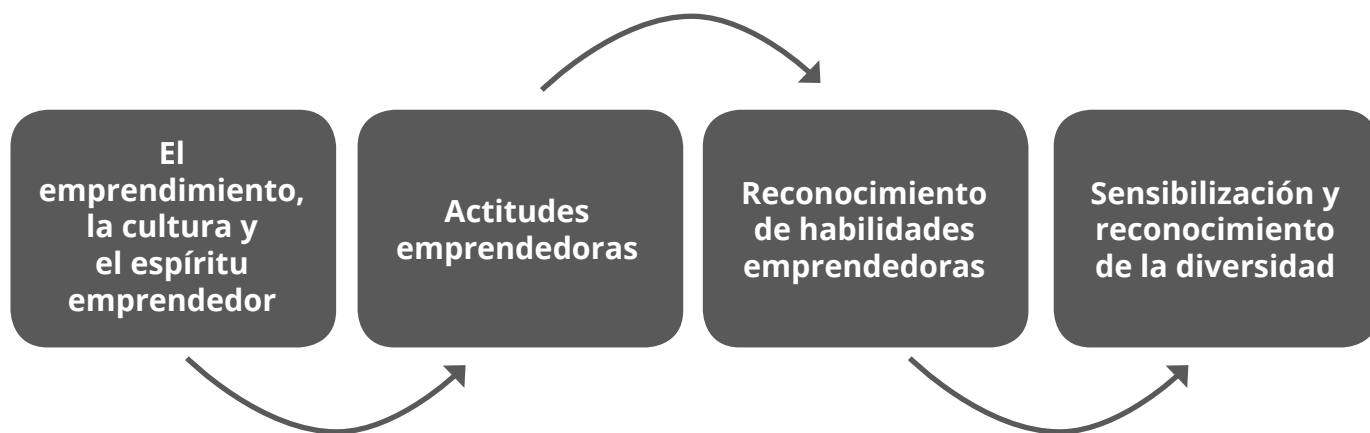 El
emprendimiento,
la cultura y
el espíritu
emprendedor
Actitudes
emprendedoras
Reconocimiento
de habilidades
emprendedoras
Sensibilización y
reconocimiento
de la diversidad